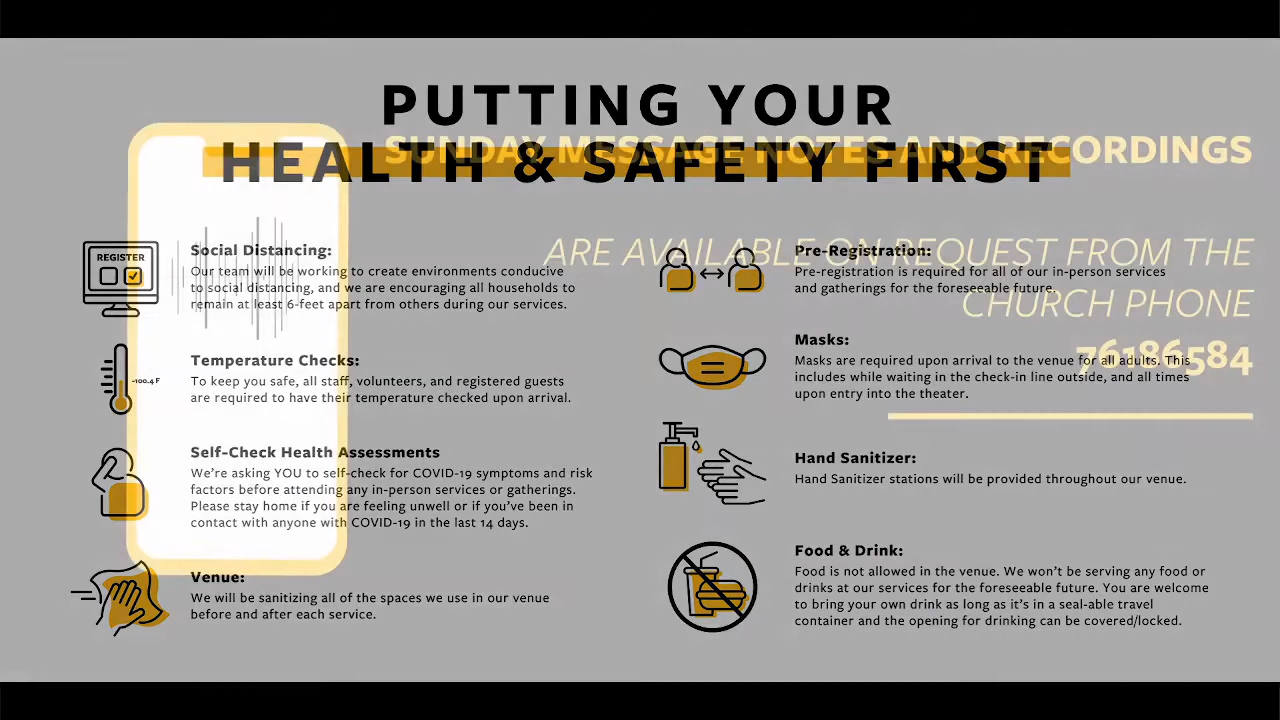 PUTTING YOUR
HEALTH & SAFETY FIRST
SUNDAY MESSAGE NOTES AND RECORDINGS
ARE AVAILABLE ON REQUEST FROM THE
CHURCH PHONE
76186584
REGISTER
Social Distancing:
Our team will be working to create environments conducive
to social distancing, and we are encouraging all households to
remain at least 6-feet apart from others during our services.
-100.4 F
Temperature Checks:
To keep you safe, all staff, volunteers, and registered guests
are required to have their temperature checked upon arrival.
Self-Check Health Assessments
We're asking YOU to self-check for COVID-19 symptoms and risk
factors before attending any in-person services or gatherings.
Please stay home if you are feeling unwell or if you've been in
contact with anyone with COVID-19 in the last 14 days.
Venue:
We will be sanitizing all of the spaces we use in our venue
before and after each service.
Pre-Registration:
Pre-registration is required for all of our in-person services
and gatherings for the foreseeable future.
Masks:
Masks are required upon arrival to the venue for all adults. This
includes while waiting in the check-in line outside, and all times
upon entry into the theater.
Hand Sanitizer:
Hand Sanitizer stations will be provided throughout our venue.
Food & Drink:
Food is not allowed in the venue. We won't be serving any food or
drinks at our services for the foreseeable future. You are welcome
to bring your own drink as long as it's in a seal-able travel
container and the opening for drinking can be covered/locked.